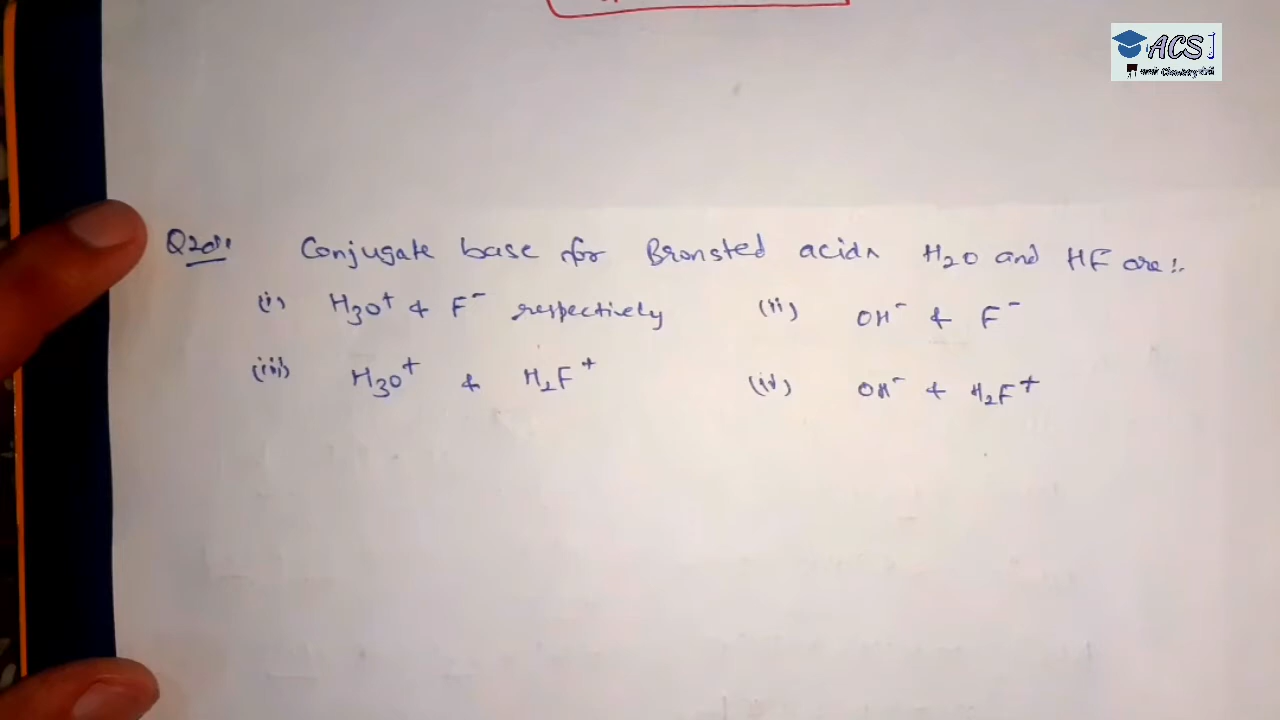 ACS
Q20:. Conjugate base for Bronsted acids H₂O and HF are:.
(i) H₃O⁺ & F⁻ respectively (ii) OH⁻ & F⁻
(iii) H₃O⁺ & H₂F⁺ (iv) OH⁻ & H₂F⁺